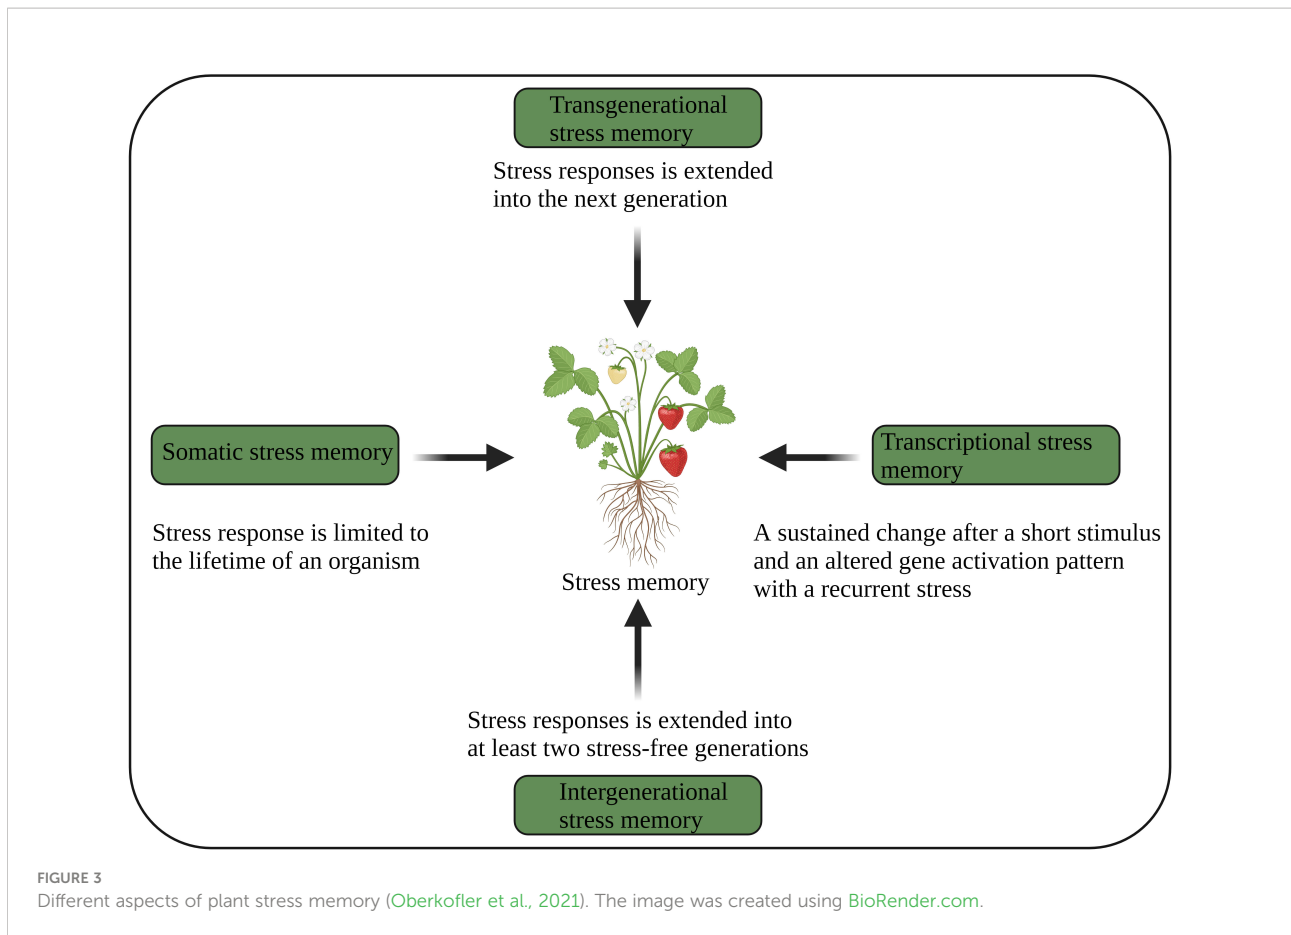 Transgenerational
stress memory
Stress responses is extended
into the next generation
Somatic stress memory
Stress response is limited to
the lifetime of an organism
Transcriptional stress
memory
A sustained change after a short stimulus
and an altered gene activation pattern
with a recurrent stress
Stress memory
Stress responses is extended into
at least two stress-free generations
Intergenerational
stress memory
FIGURE 3
Different aspects of plant stress memory (Oberkofler et al., 2021). The image was created using BioRender.com.